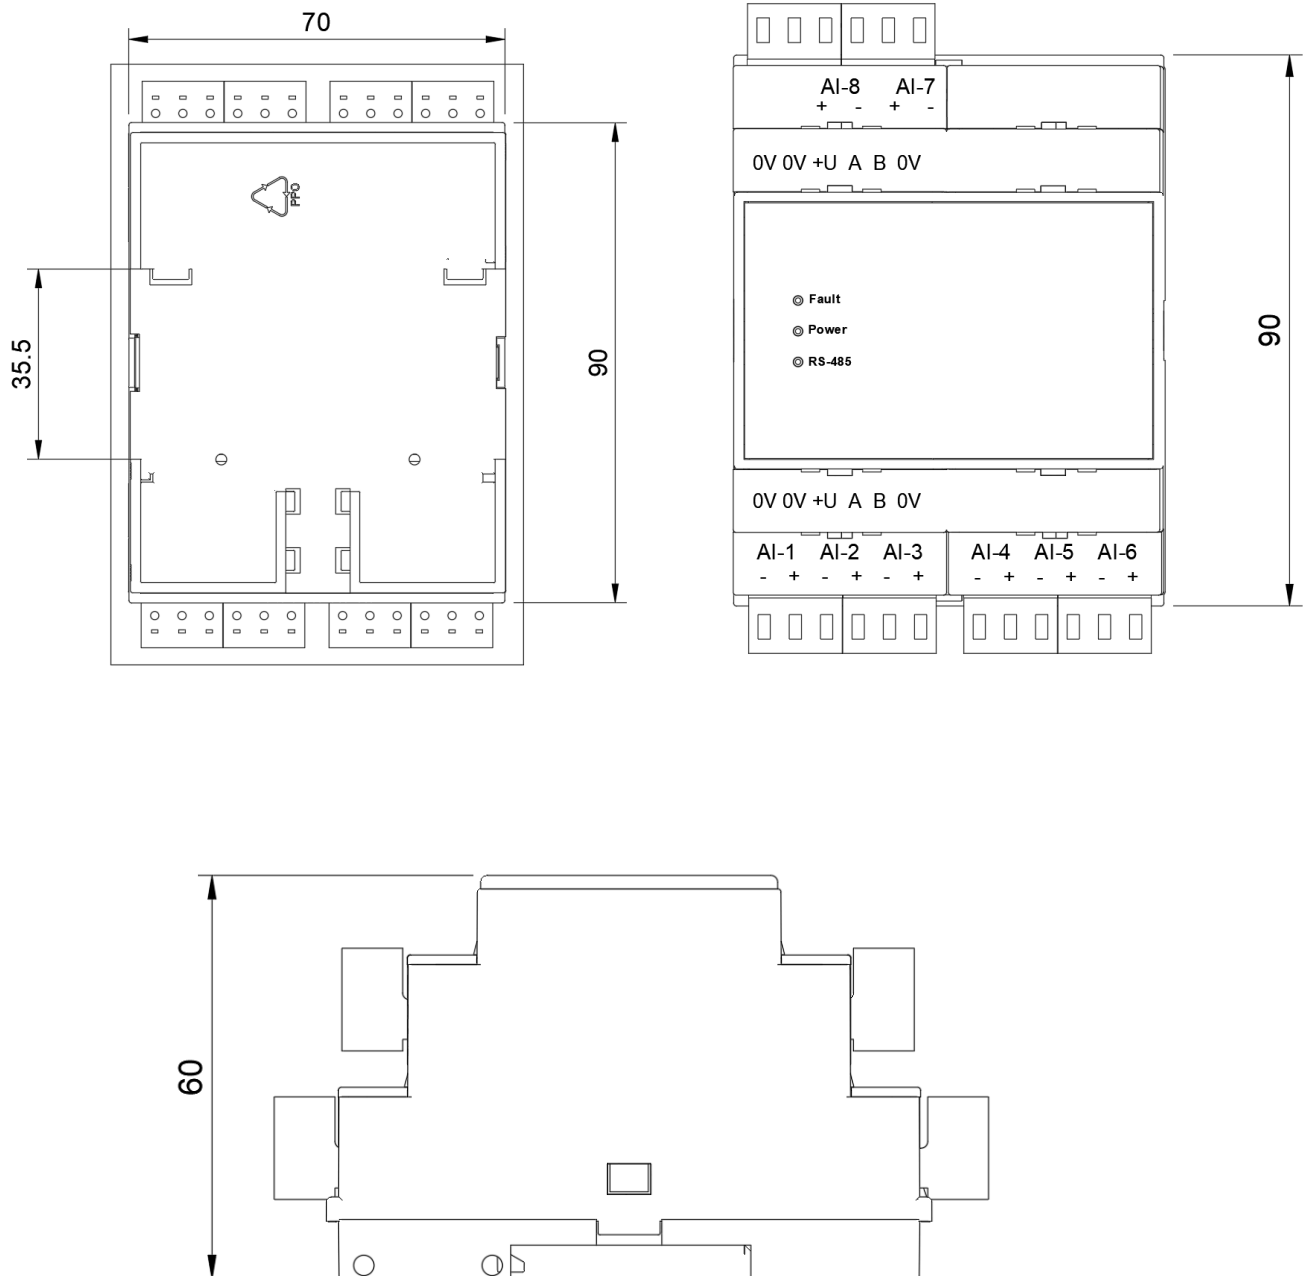 70
PPO
35.5
90
AI-8 AI-7
+ - + -
0V 0V +U A B 0V
Fault
Power
RS-485
90
0V 0V +U A B 0V
AI-1 AI-2 AI-3 AI-4 AI-5 AI-6
- + - + - + - + - + - +
60